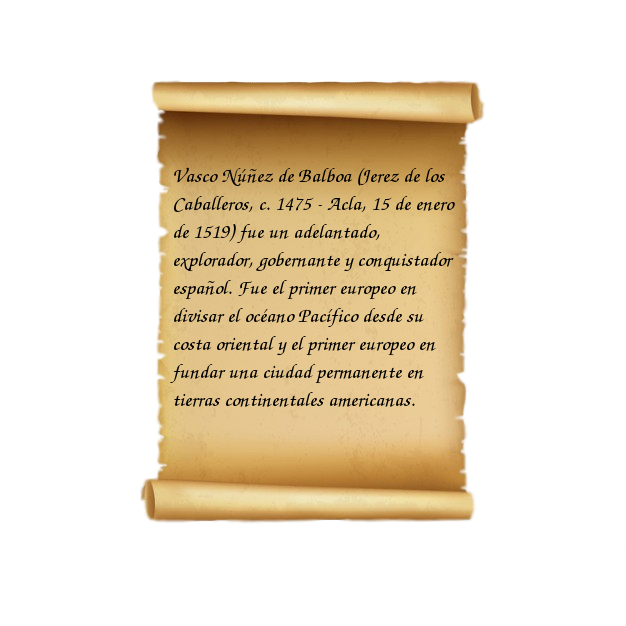 Vasco Núñez de Balboa (Jerez de los
Caballeros, c. 1475 - Acla, 15 de enero
de 1519) fue un adelantado,
explorador, gobernante y conquistador
español. Fue el primer europeo en
divisar el océano Pacífico desde su
costa oriental y el primer europeo en
fundar una ciudad permanente en
tierras continentales americanas.